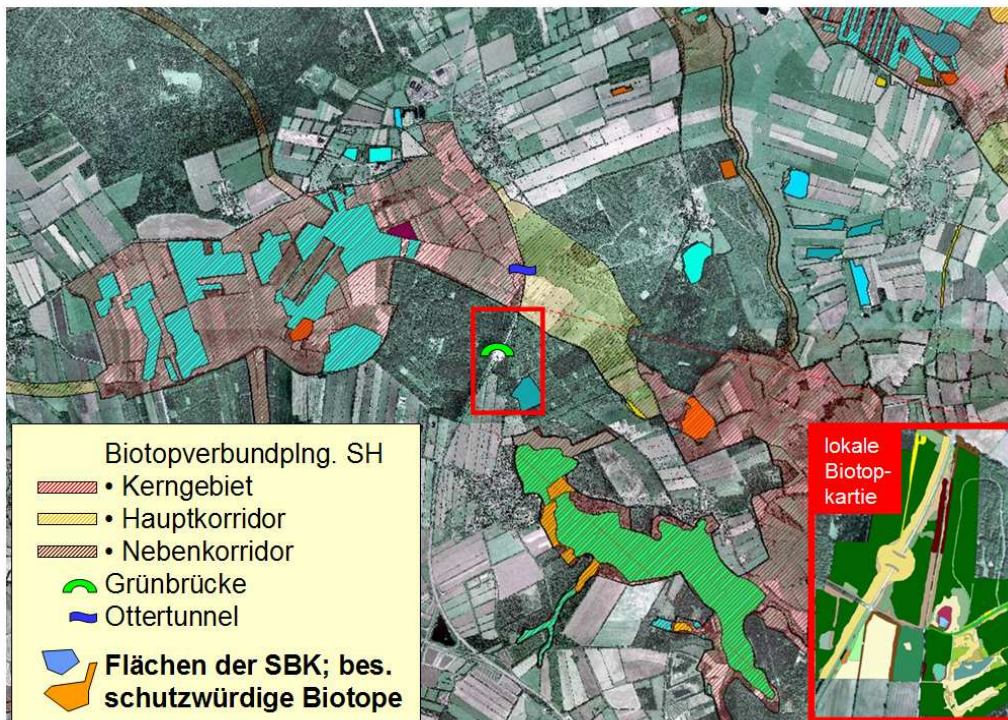 Biotopverbundplng. SH
• Kerngebiet
• Hauptkorridor
• Nebenkorridor
Grünbrücke
Ottertunnel
Flächen der SBK; bes.
schutzwürdige Biotope
lokale
Biotop-
kartie